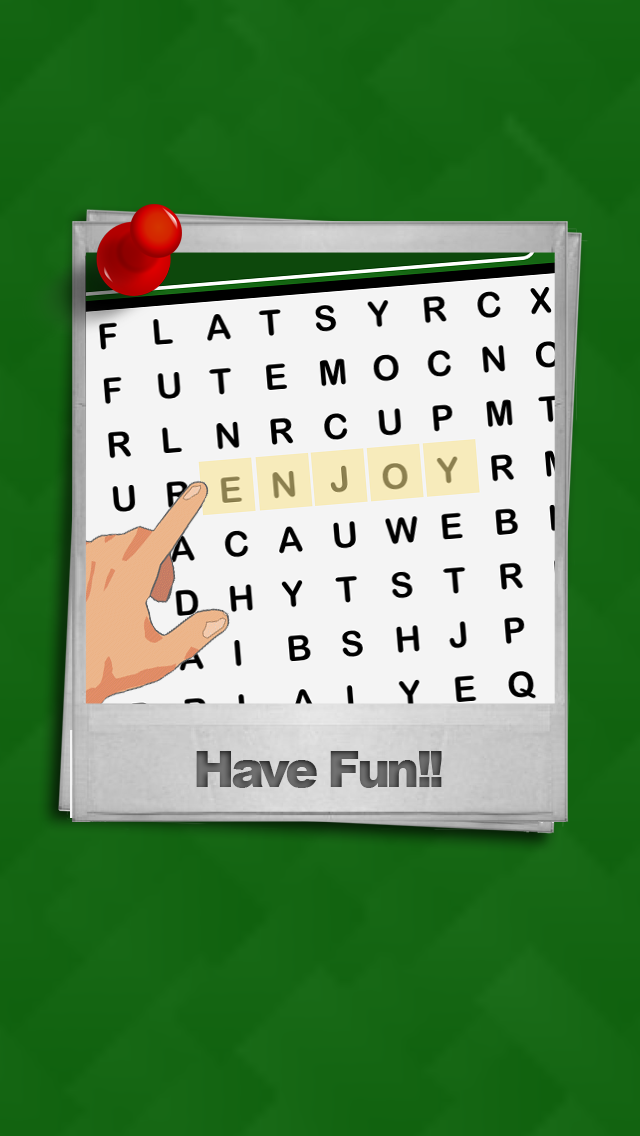 F L A T S Y R C X
F U T E M O C N
R L N R C U P M T
U R E N J O Y R M
A C A U W E B
D H Y T S T R
A I B S H J P
Y E Q
Have Fun!!